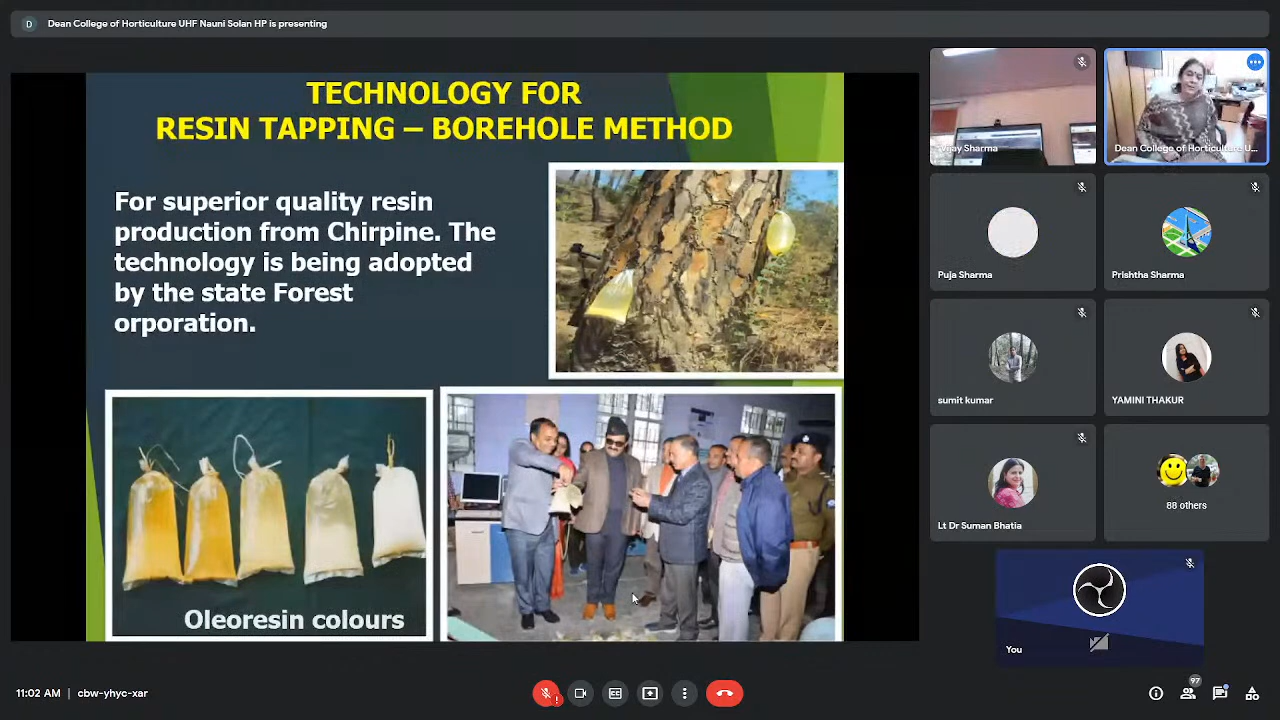 D
Dean College of Horticulture UHF Nauni Solan HP is presenting
TECHNOLOGY FOR
RESIN TAPPING – BOREHOLE METHOD
For superior quality resin
production from Chirpine. The
technology is being adopted
by the state Forest
orporation.
Oleoresin colours
Vijay Sharma
Dean College of Horticulture U...
Puja Sharma
Prishtha Sharma
sumit kumar
YAMINI THAKUR
Lt Dr Suman Bhatia
88 others
You
11:02 AM | cbw-yhyc-xar
97